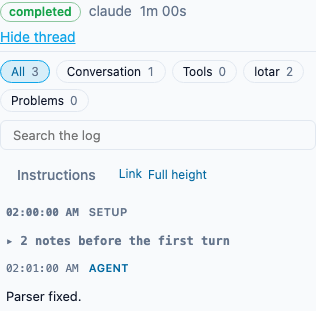 completed claude 1m 00s
Hide thread
All 3 Conversation 1 Tools 0 Iotar 2
Problems 0
Search the log
Instructions Link Full height
02:00:00 AM SETUP
▸ 2 notes before the first turn
02:01:00 AM AGENT
Parser fixed.